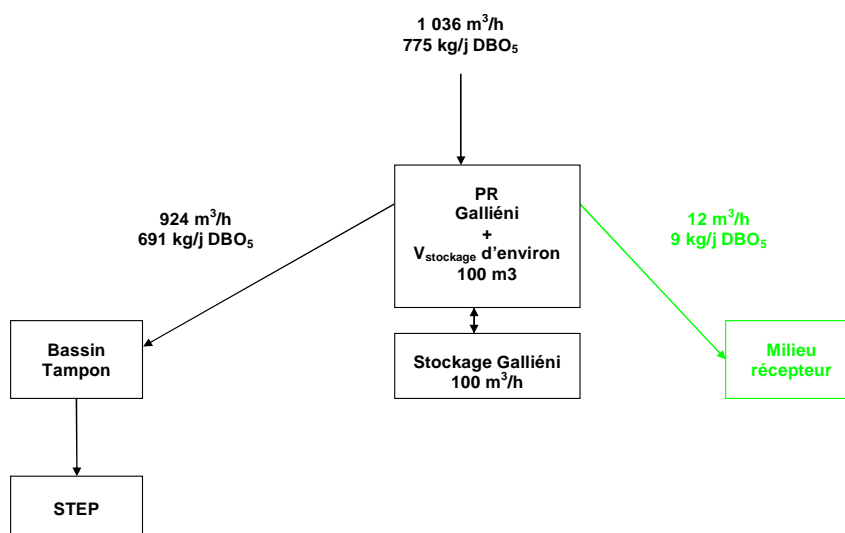 1 036 m³/h
775 kg/j DBO₅
PR
Galliéni
+
Vstockage d'environ
100 m3
924 m³/h
691 kg/j DBO₅
12 m³/h
9 kg/j DBO₅
Bassin
Tampon
Stockage Galliéni
100 m³/h
Milieu
récepteur
STEP